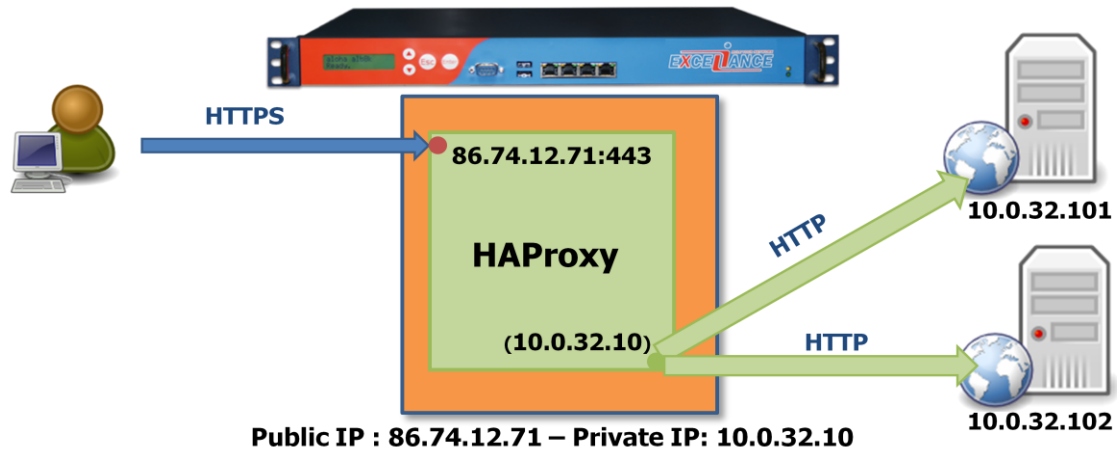 EXCELIANCE
Esc
HTTPS
86.74.12.71:443
HAProxy
(10.0.32.10)
HTTP
HTTP
10.0.32.101
10.0.32.102
Public IP : 86.74.12.71 – Private IP: 10.0.32.10